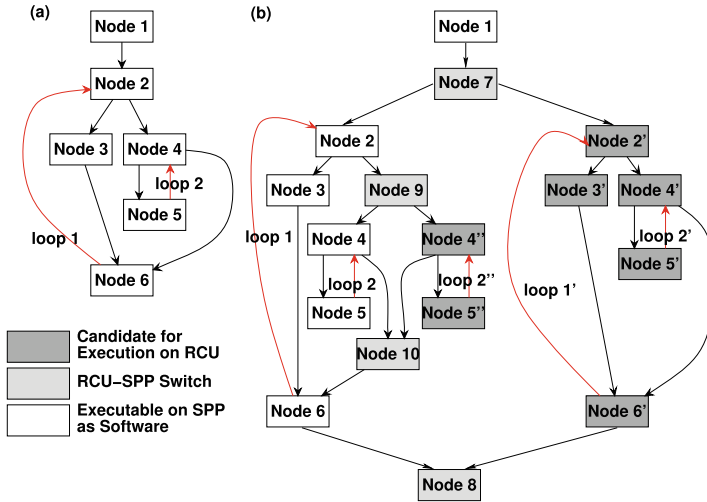 (a)
Node 1
Node 2
Node 3
Node 4
loop 2
Node 5
loop 1
Node 6
Candidate for
Execution on RCU
RCU–SPP Switch
Executable on SPP
as Software
(b)
Node 1
Node 7
Node 2
Node 2'
Node 3
Node 9
Node 3'
Node 4'
loop 1
Node 4
Node 4''
loop 2'
Node 5'
loop 2
loop 2''
loop 1'
Node 5
Node 5''
Node 10
Node 6
Node 6'
Node 8